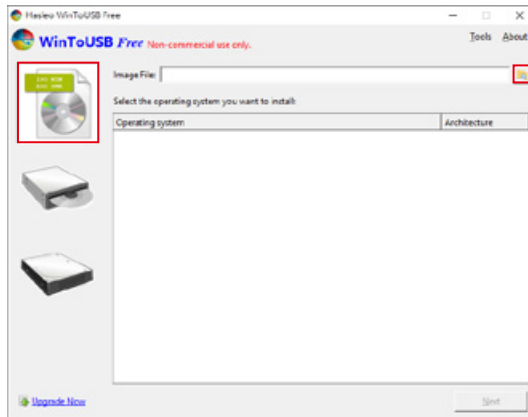 Hasleo WinToUSB Free
Tools About
WinToUSB Free Non-commercial use only.
Image File:
Select the operating system you want to install:
Operating system Architecture
Upgrade Now
Next